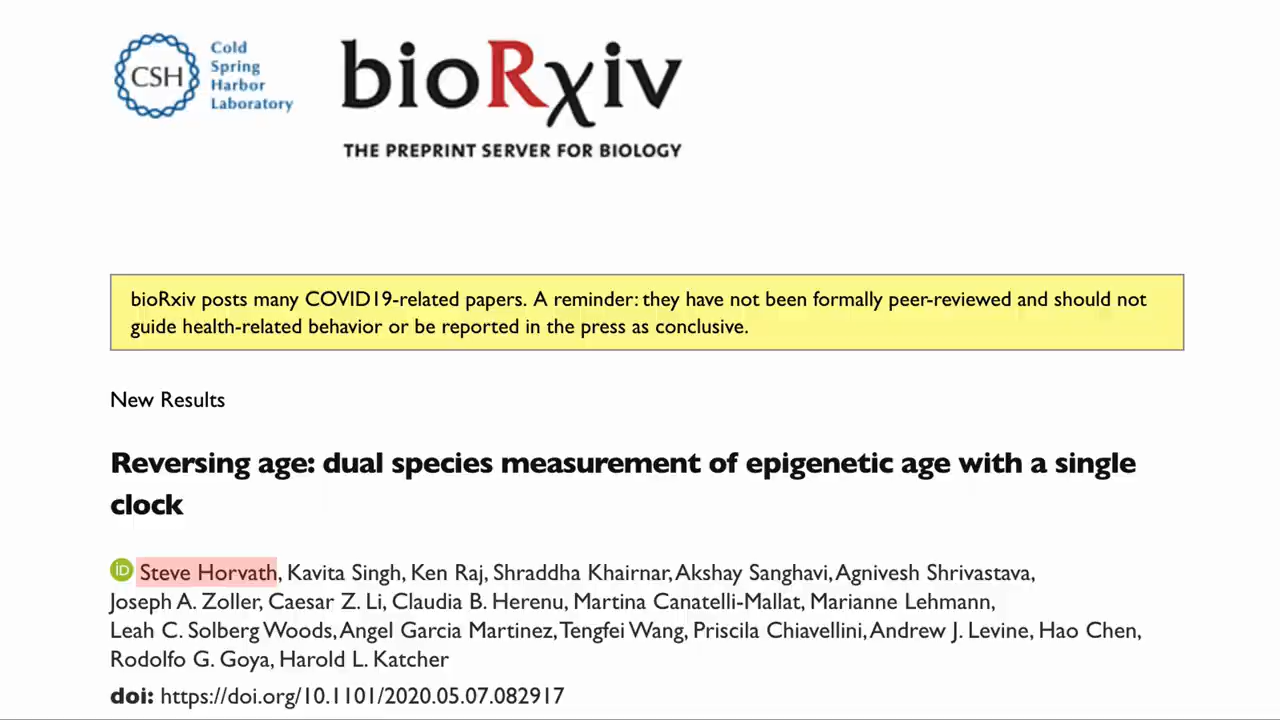 CSH
Cold
Spring
Harbor
Laboratory
bioRxiv
THE PREPRINT SERVER FOR BIOLOGY
bioRxiv posts many COVID19-related papers. A reminder: they have not been formally peer-reviewed and should not
guide health-related behavior or be reported in the press as conclusive.
New Results
Reversing age: dual species measurement of epigenetic age with a single
clock
iD Steve Horvath, Kavita Singh, Ken Raj, Shraddha Khairnar, Akshay Sanghavi, Agnivesh Shrivastava,
Joseph A. Zoller, Caesar Z. Li, Claudia B. Herenu, Martina Canatelli-Mallat, Marianne Lehmann,
Leah C. Solberg Woods, Angel Garcia Martinez, Tengfei Wang, Priscila Chiavellini, Andrew J. Levine, Hao Chen,
Rodolfo G. Goya, Harold L. Katcher
doi: https://doi.org/10.1101/2020.05.07.082917